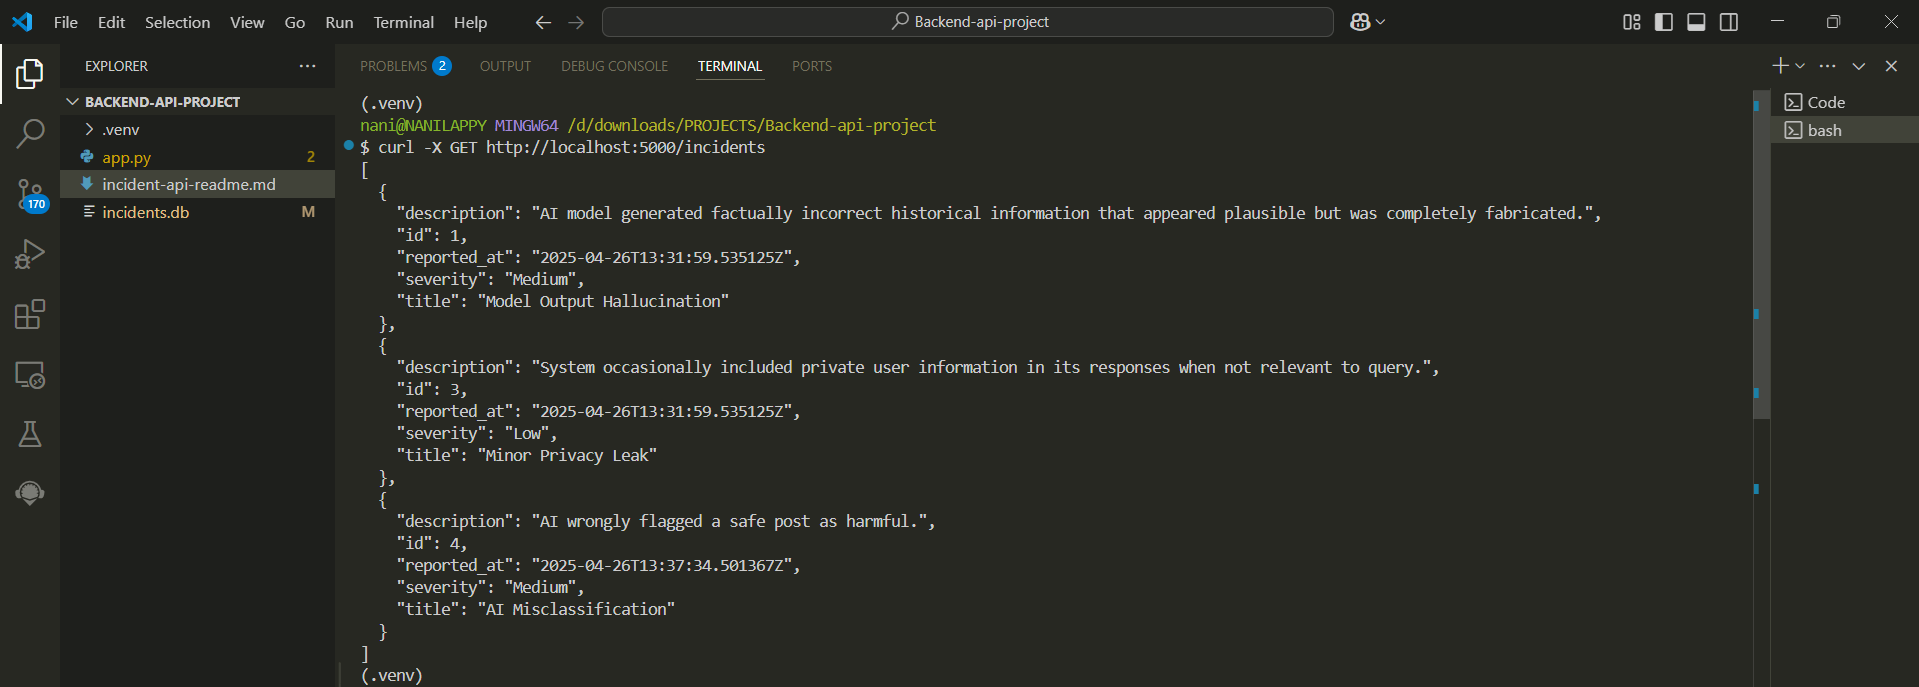 File Edit Selection View Go Run Terminal Help
Backend-api-project
EXPLORER
BACKEND-API-PROJECT
.venv
app.py 2
incident-api-readme.md
incidents.db M
170
PROBLEMS 2 OUTPUT DEBUG CONSOLE TERMINAL PORTS
(.venv)
nani@NANILAPPY MINGW64 /d/downloads/PROJECTS/Backend-api-project
$ curl -X GET http://localhost:5000/incidents
[
{
"description": "AI model generated factually incorrect historical information that appeared plausible but was completely fabricated.",
"id": 1,
"reported_at": "2025-04-26T13:31:59.535125Z",
"severity": "Medium",
"title": "Model Output Hallucination"
},
{
"description": "System occasionally included private user information in its responses when not relevant to query.",
"id": 3,
"reported_at": "2025-04-26T13:31:59.535125Z",
"severity": "Low",
"title": "Minor Privacy Leak"
},
{
"description": "AI wrongly flagged a safe post as harmful.",
"id": 4,
"reported_at": "2025-04-26T13:37:34.501367Z",
"severity": "Medium",
"title": "AI Misclassification"
}
]
(.venv)
Code
bash